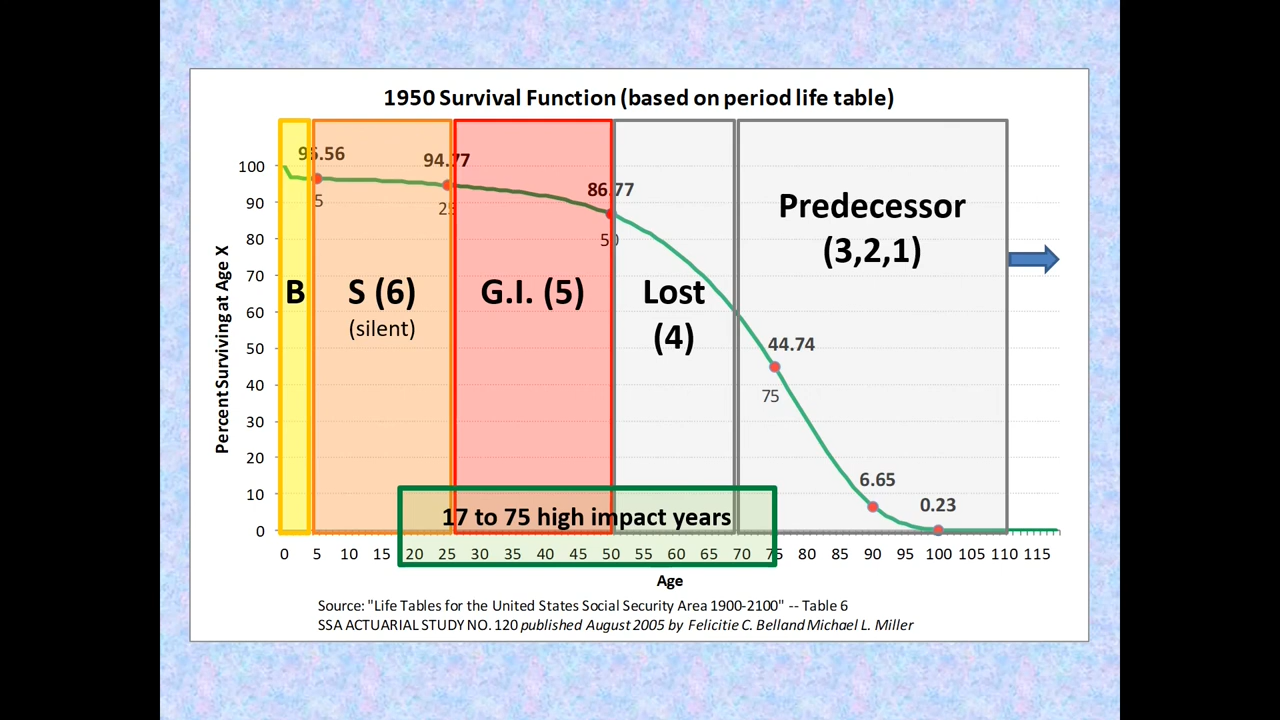 1950 Survival Function (based on period life table)
Percent Surviving at Age X
100
90
80
70
60
50
40
30
20
10
0
96.56
5
94.77
25
86.77
50
44.74
75
6.65
0.23
B
S (6)
(silent)
G.I. (5)
Lost
(4)
Predecessor
(3,2,1)
17 to 75 high impact years
0 5 10 15 20 25 30 35 40 45 50 55 60 65 70 75 80 85 90 95 100 105 110 115
Age
Source: "Life Tables for the United States Social Security Area 1900-2100" -- Table 6
SSA ACTUARIAL STUDY NO. 120 published August 2005 by Felicitie C. Belland Michael L. Miller